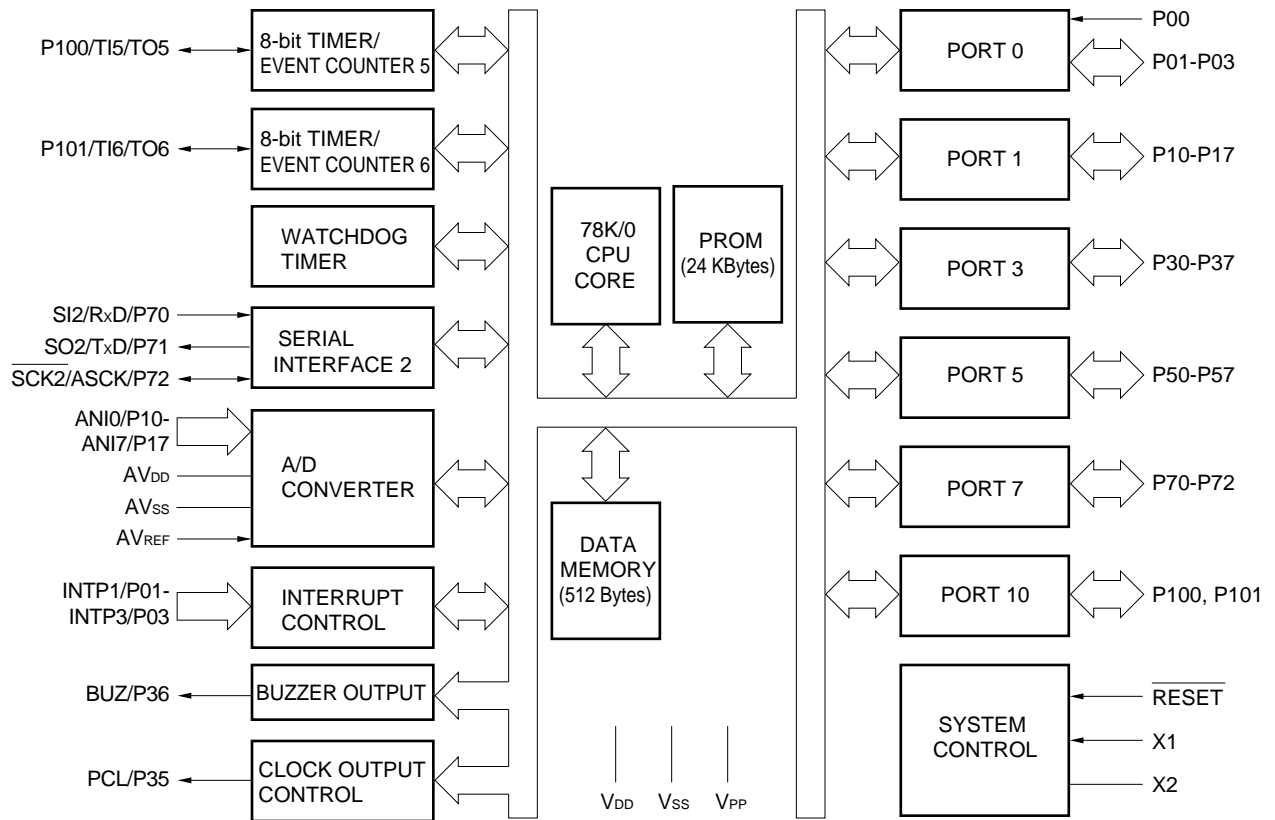 P100/TI5/TO5
8-bit TIMER/
EVENT COUNTER 5
P101/TI6/TO6
8-bit TIMER/
EVENT COUNTER 6
WATCHDOG
TIMER
SI2/RxD/P70
SO2/TxD/P71
SCK2/ASCK/P72
SERIAL
INTERFACE 2
ANI0/P10-
ANI7/P17
AVDD
AVSS
AVREF
A/D
CONVERTER
INTP1/P01-
INTP3/P03
INTERRUPT
CONTROL
BUZ/P36
BUZZER OUTPUT
PCL/P35
CLOCK OUTPUT
CONTROL
78K/0
CPU
CORE
PROM
(24 KBytes)
DATA
MEMORY
(512 Bytes)
VDD
VSS
VPP
PORT 0
P00
P01-P03
PORT 1
P10-P17
PORT 3
P30-P37
PORT 5
P50-P57
PORT 7
P70-P72
PORT 10
P100, P101
SYSTEM
CONTROL
RESET
X1
X2